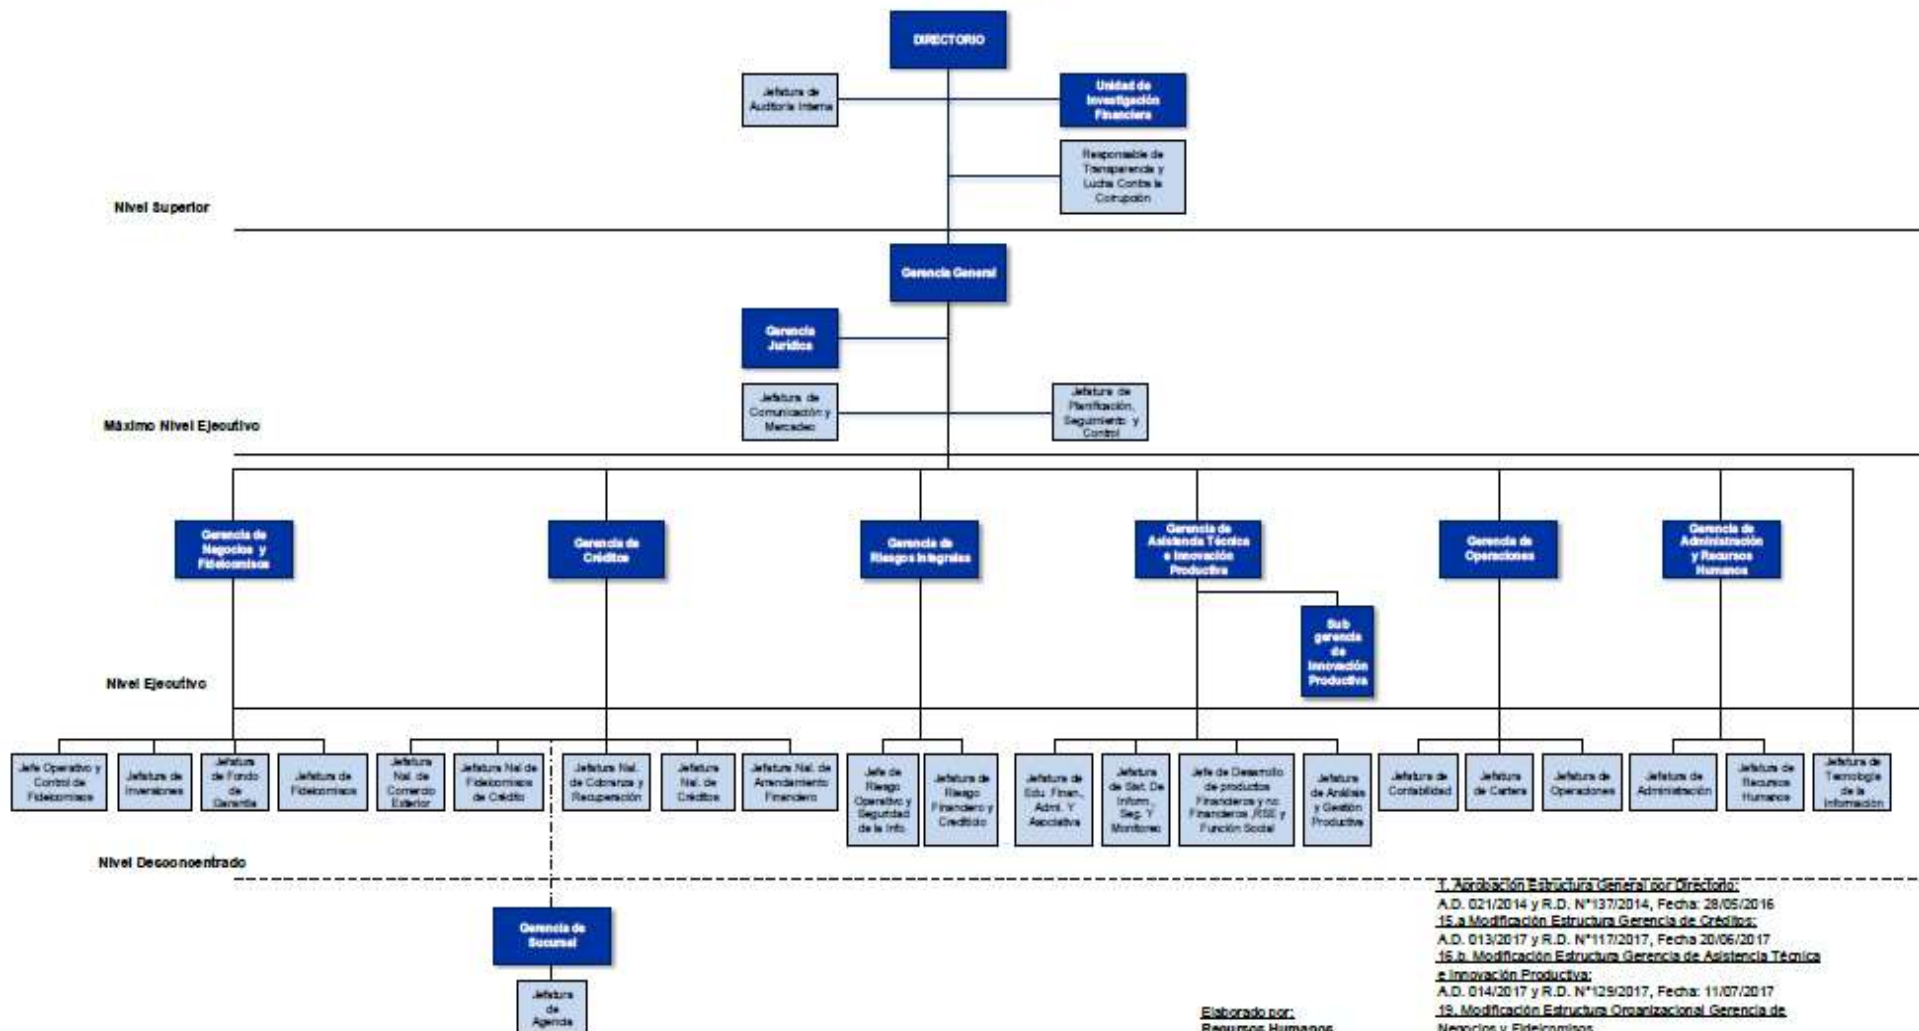 DIRECTORIO
Jefatura de
Auditoría Interna
Unidad de
Investigación
Financiera
Responsable de
Transparencia y
Lucha Contra la
Corrupción
Nivel Superior
Gerencia General
Gerencia
Jurídica
Jefatura de
Comunicación y
Mercadeo
Jefatura de
Planificación,
Seguimiento y
Control
Máximo Nivel Ejecutivo
Gerencia de
Negocios y
Fideicomisos
Gerencia de
Créditos
Gerencia de
Riesgos Integrales
Gerencia de
Asistencia Técnica
e Innovación
Productiva
Gerencia de
Operaciones
Gerencia de
Administración
y Recursos
Humanos
Sub
gerencia
de
Innovación
Productiva
Nivel Ejecutivo
Jefe Operativo y
Control de
Fideicomisos
Jefatura de
Inversiones
Jefatura
de Fondo
de
Garantía
Jefatura de
Fideicomisos
Jefatura
Nal. de
Comercio
Exterior
Jefatura Nal de
Fideicomisos
de Crédito
Jefatura Nal.
de Cobranza y
Recuperación
Jefatura
Nal. de
Créditos
Jefatura Nal. de
Arrendamiento
Financiero
Jefe de
Riesgo
Operativo y
Seguridad
de la Info.
Jefatura de
Riesgo
Financiero y
Crediticio
Jefatura de
Edu. Finan.,
Adml. Y
Asociativa
Jefatura
de Sist. De
Inform.,
Seg. Y
Monitoreo
Jefe de Desarrollo
de productos
Financieros y no
Financieros ,RSE y
Función Social
Jefatura
de Análisis
y Gestión
Productiva
Jefatura de
Contabilidad
Jefatura
de Cartera
Jefatura de
Operaciones
Jefatura de
Administración
Jefatura de
Recursos
Humanos
Jefatura de
Tecnología
de la
Información
Nivel Desconcentrado
Gerencia de
Sucursal
Jefatura
de
Agencia
Elaborado por:
Recursos Humanos
1. Aprobación Estructura General por Directorio:
A.D. 021/2014 y R.D. N°137/2014, Fecha: 28/05/2016
15.a Modificación Estructura Gerencia de Créditos:
A.D. 013/2017 y R.D. N°117/2017, Fecha 20/06/2017
16.b. Modificación Estructura Gerencia de Asistencia Técnica
e Innovación Productiva:
A.D. 014/2017 y R.D. N°129/2017, Fecha: 11/07/2017
19. Modificación Estructura Organizacional Gerencia de
Negocios y Fideicomisos